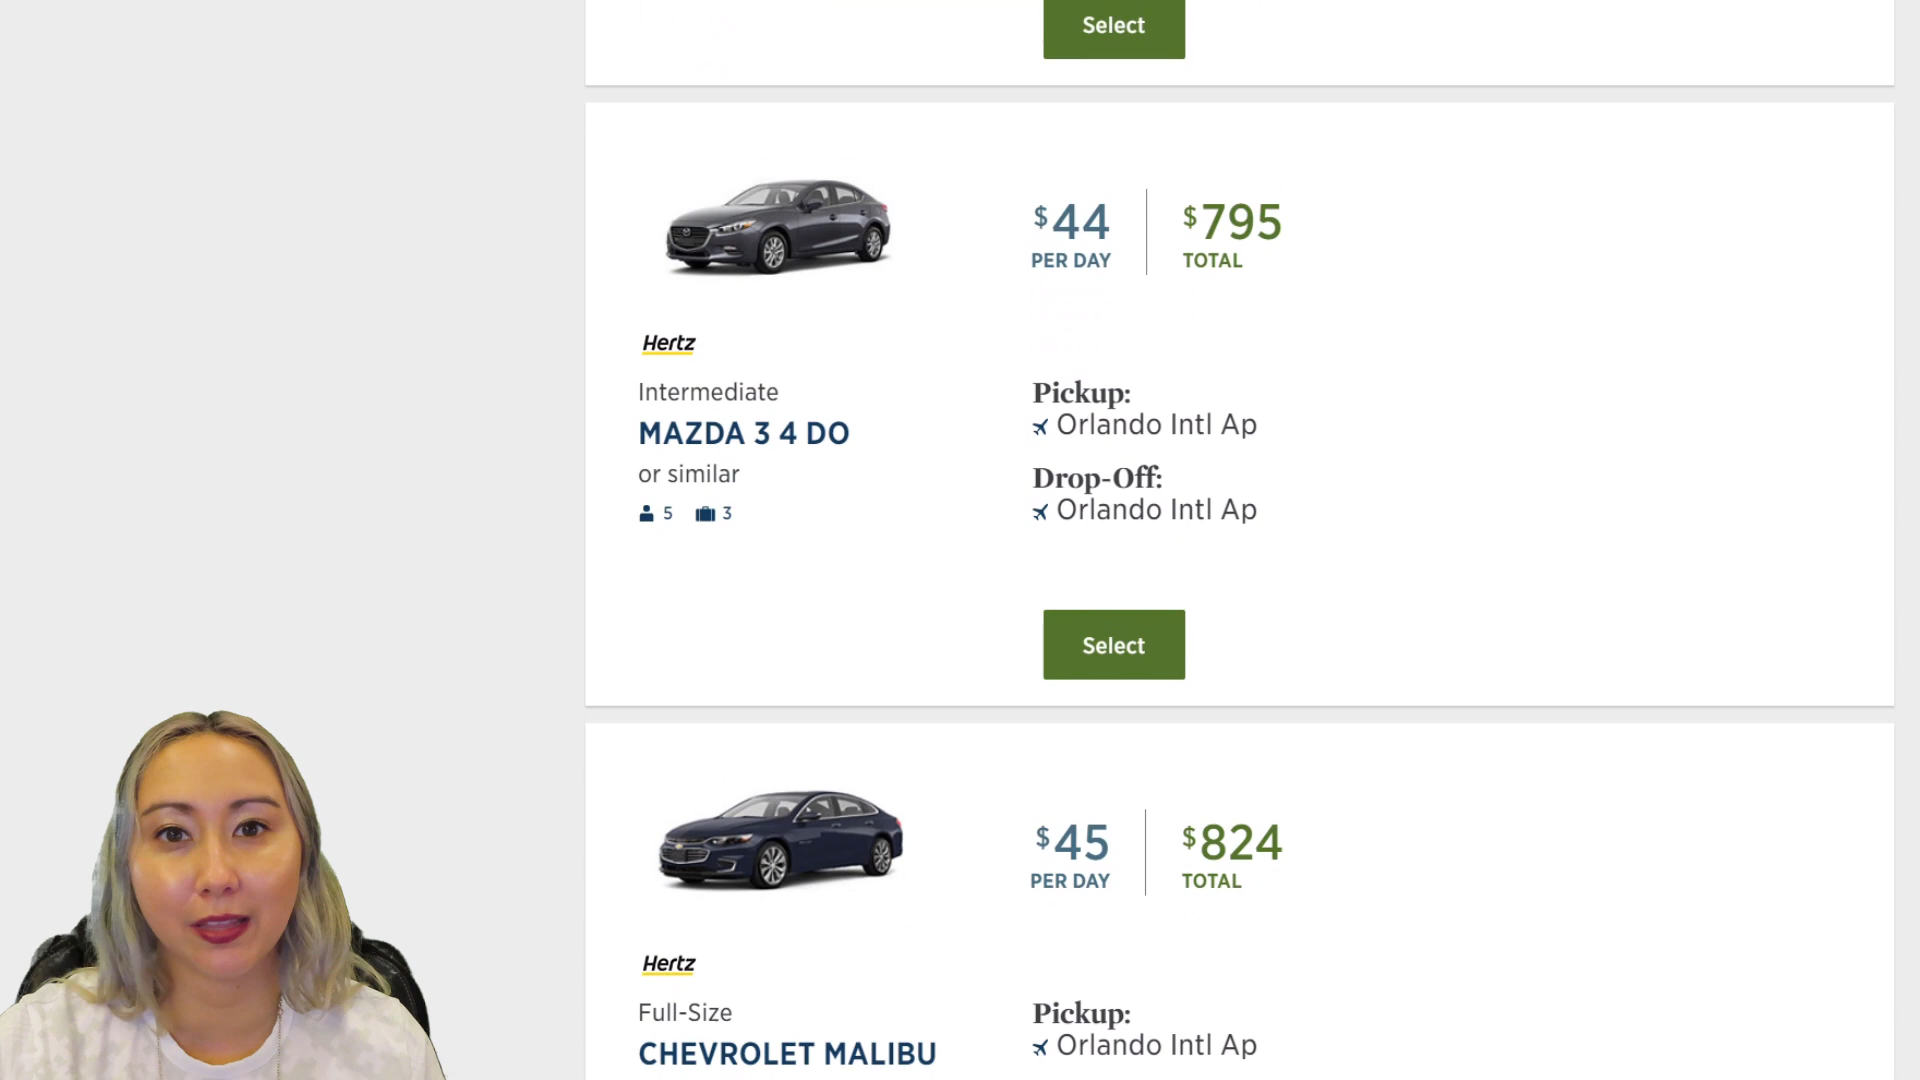 Select
$44
PER DAY
$795
TOTAL
Hertz
Intermediate
MAZDA 3 4 DO
or similar
5 3
Pickup:
Orlando Intl Ap
Drop-Off:
Orlando Intl Ap
Select
$45
PER DAY
$824
TOTAL
Hertz
Full-Size
CHEVROLET MALIBU
Pickup:
Orlando Intl Ap